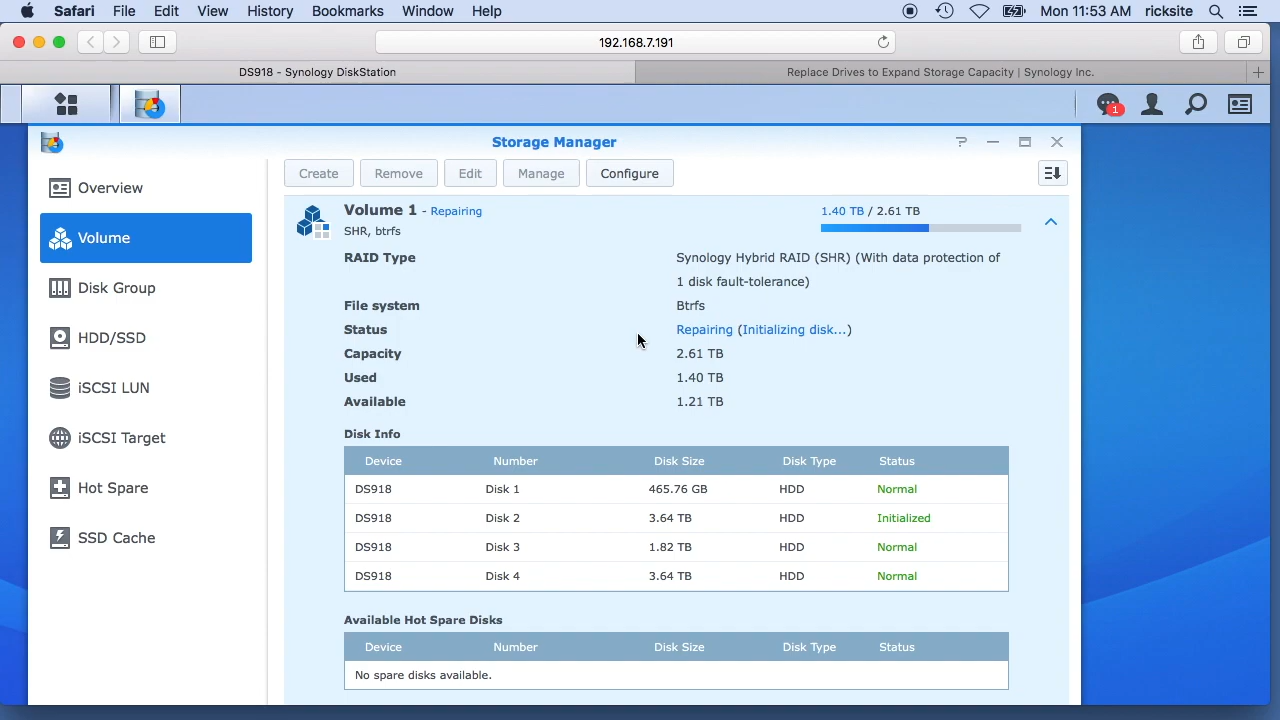 Safari File Edit View History Bookmarks Window Help Mon 11:53 AM ricksite
192.168.7.191
DS918 - Synology DiskStation Replace Drives to Expand Storage Capacity | Synology Inc.
1
Storage Manager
Overview
Volume
Disk Group
HDD/SSD
iSCSI LUN
iSCSI Target
Hot Spare
SSD Cache
Create Remove Edit Manage Configure
Volume 1 - Repairing 1.40 TB / 2.61 TB
SHR, btrfs
RAID Type Synology Hybrid RAID (SHR) (With data protection of
1 disk fault-tolerance)
File system Btrfs
Status Repairing (Initializing disk...)
Capacity 2.61 TB
Used 1.40 TB
Available 1.21 TB
Disk Info
Device Number Disk Size Disk Type Status
DS918 Disk 1 465.76 GB HDD Normal
DS918 Disk 2 3.64 TB HDD Initialized
DS918 Disk 3 1.82 TB HDD Normal
DS918 Disk 4 3.64 TB HDD Normal
Available Hot Spare Disks
Device Number Disk Size Disk Type Status
No spare disks available.